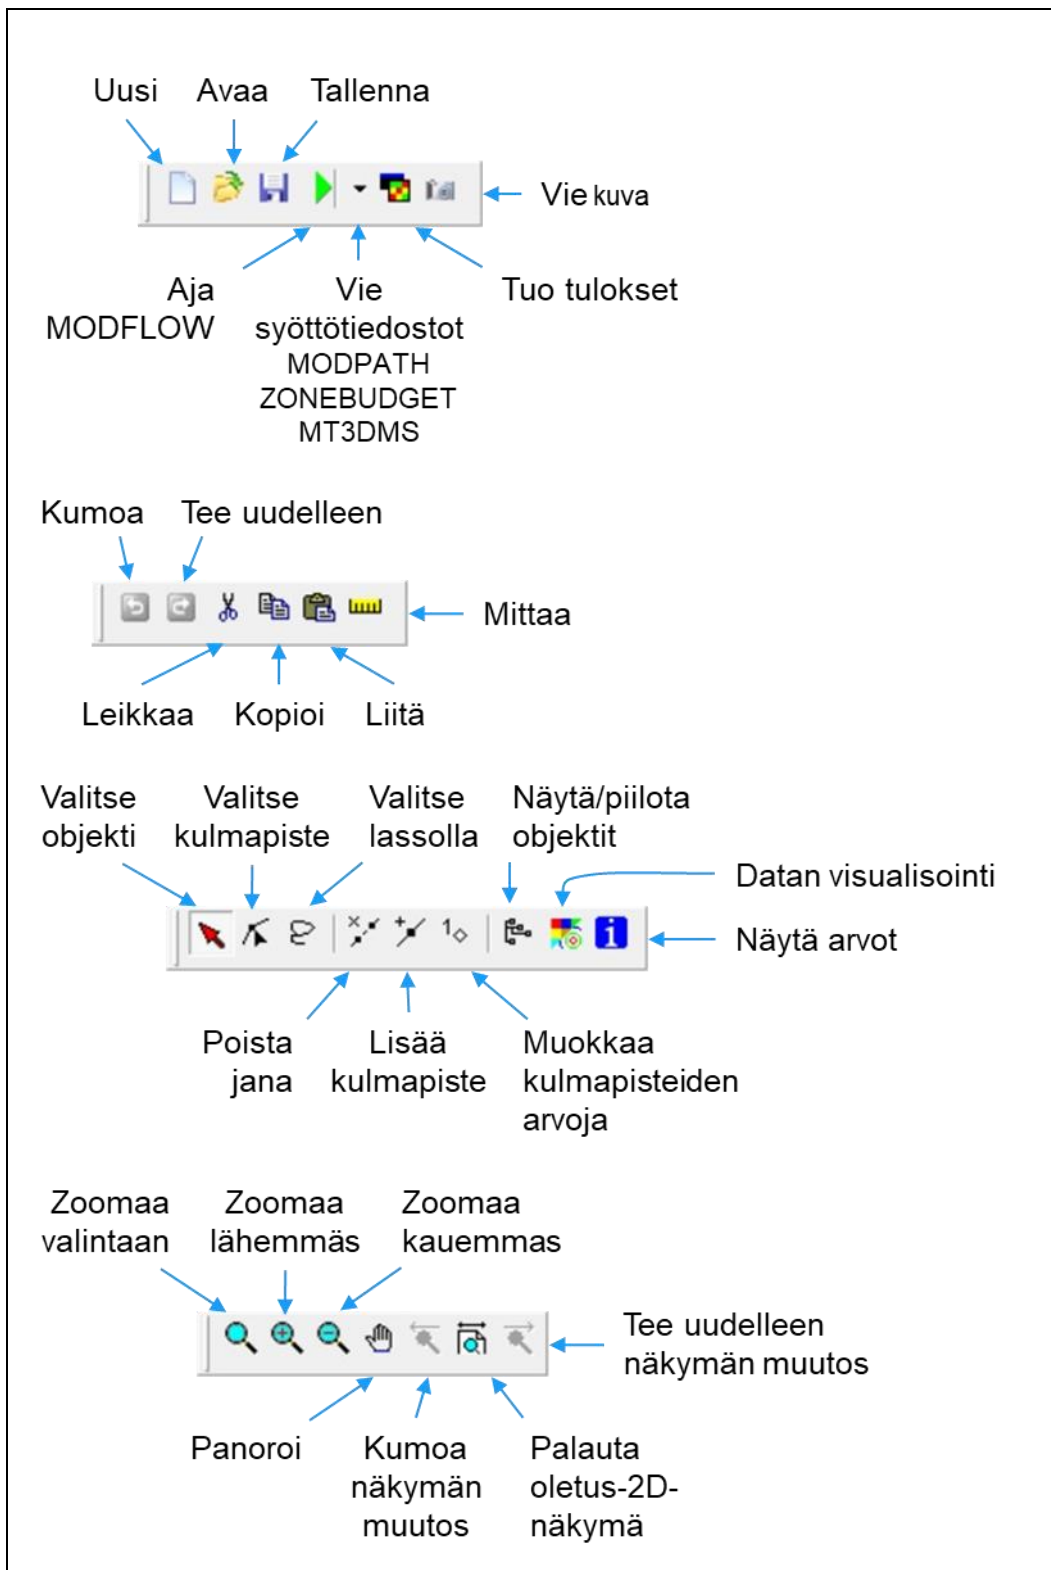 Uusi Avaa Tallenna
Vie kuva
Aja
MODFLOW
Vie
syöttötiedostot
MODPATH
ZONEBUDGET
MT3DMS
Tuo tulokset
Kumoa Tee uudelleen
Mittaa
Leikkaa Kopioi Liitä
Valitse
objekti
Valitse
kulmapiste
Valitse
lassolla
Näytä/piilota
objektit
Datan visualisointi
Näytä arvot
Poista
jana
Lisää
kulmapiste
Muokkaa
kulmapisteiden
arvoja
Zoomaa
valintaan
Zoomaa
lähemmäs
Zoomaa
kauemmas
Tee uudelleen
näkymän muutos
Panoroi
Kumoa
näkymän
muutos
Palauta
oletus-2D-
näkymä